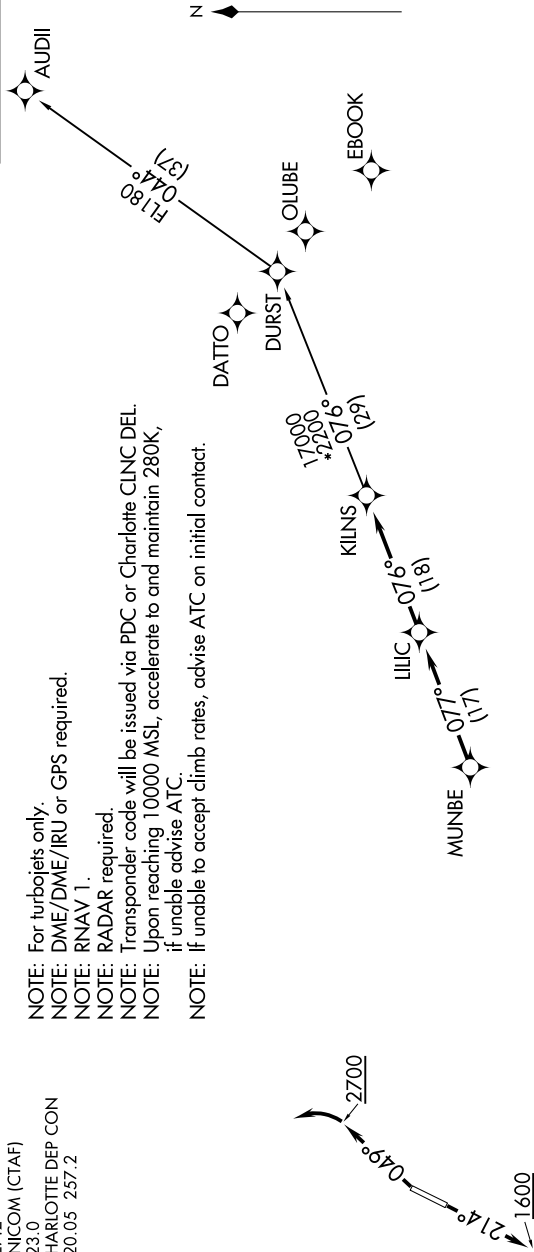 NICOM (CTAF)
23.0
HARLOTTE DEP CON
20.05 257.2
NOTE: For turbojets only.
NOTE: DME/DME/IRU or GPS required.
NOTE: RNAV 1.
NOTE: RADAR required.
NOTE: Transponder code will be issued via PDC or Charlotte CLNC DEL.
NOTE: Upon reaching 10000 MSL, accelerate to and maintain 280K,
if unable advise ATC.
NOTE: If unable to accept climb rates, advise ATC on initial contact.
N
AUDII
FL180
044°
(37)
EBOOK
OLUBE
DURST
DATTO
17000
*2200
076°
(29)
KILNS
076°
(18)
LILIC
077°
(17)
MUNBE
2700
049°
214°
1600